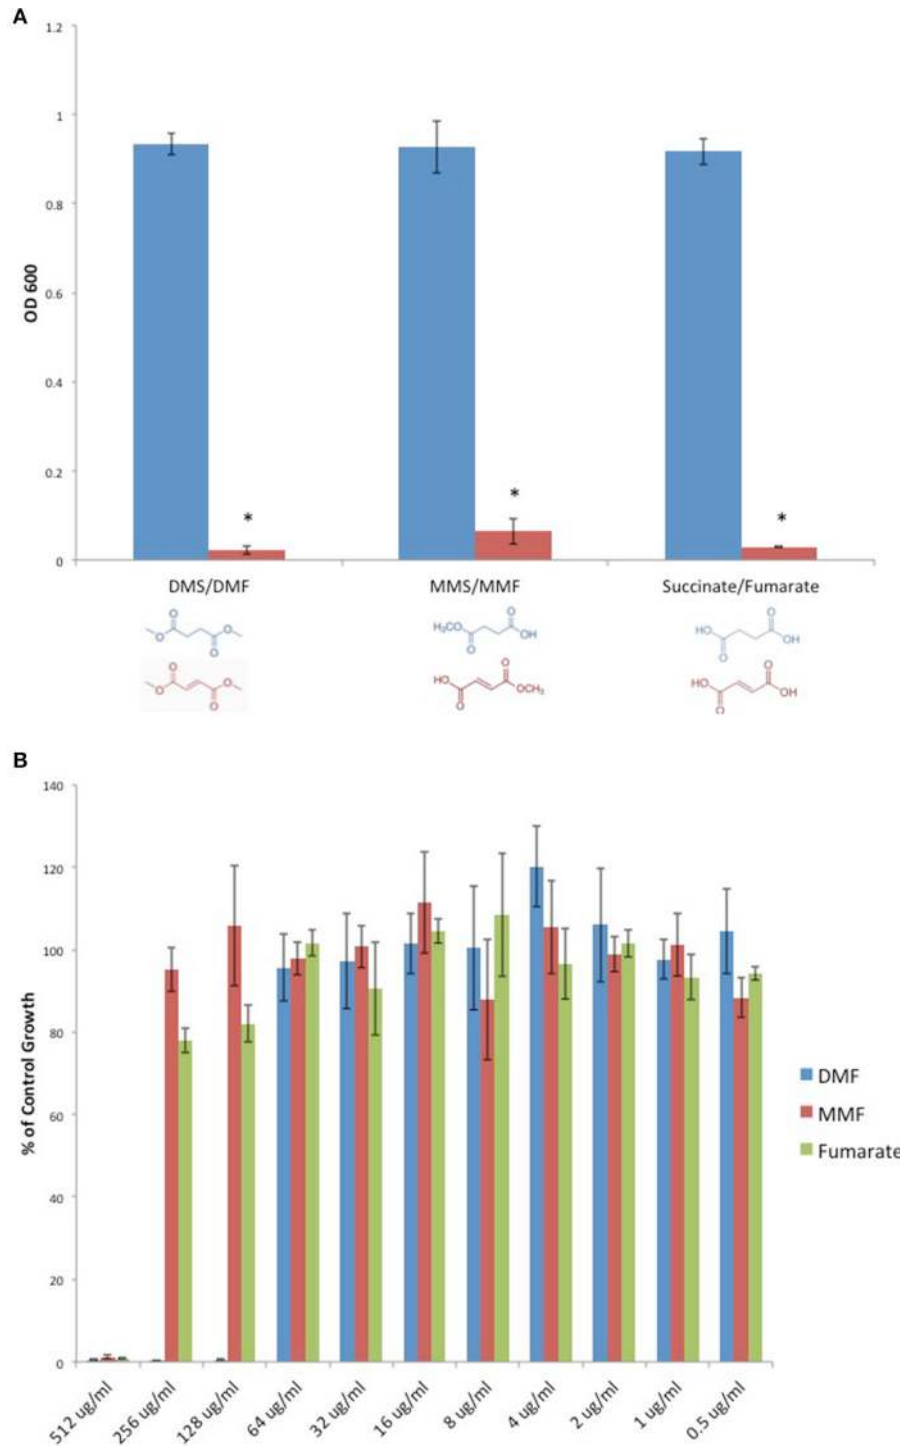 A
1.2
1
0.8
0.6
0.4
0.2
0
OD 600
*
*
*
DMS/DMF
MMS/MMF
Succinate/Fumarate
O
O
O
O
H₃CO
O
O
OH
HO
O
O
OH
O
O
O
O
HO
O
O
OCH₃
HO
O
O
OH
B
140
120
100
80
60
40
20
0
% of Control Growth
DMF
MMF
Fumarate
512 ug/ml
256 ug/ml
128 ug/ml
64 ug/ml
32 ug/ml
16 ug/ml
8 ug/ml
4 ug/ml
2 ug/ml
1 ug/ml
0.5 ug/ml